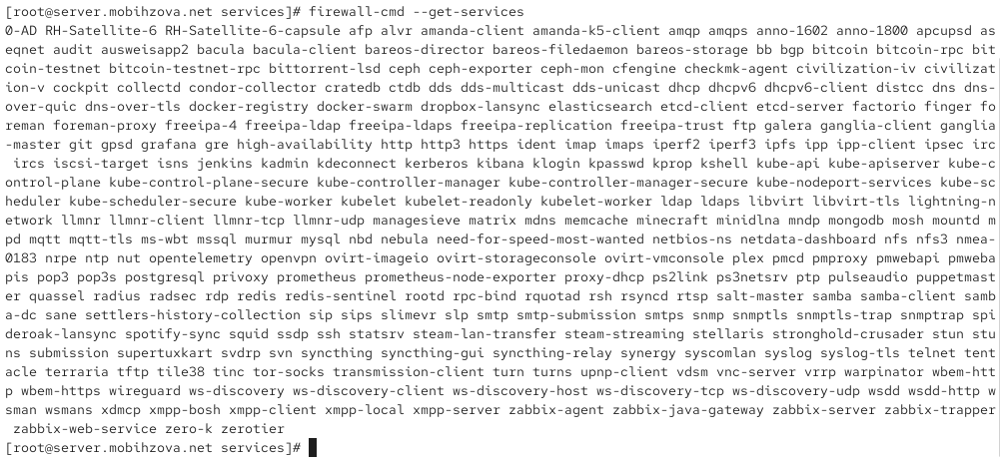 [root@server.mobihzova.net services]# firewall-cmd --get-services
0-AD RH-Satellite-6 RH-Satellite-6-capsule afp alvr amanda-client amanda-k5-client amqp amqps anno-1602 anno-1800 apcupsd as
eqnet audit ausweisapp2 bacula bacula-client bareos-director bareos-filedaemon bareos-storage bb bgp bitcoin bitcoin-rpc bit
coin-testnet bitcoin-testnet-rpc bittorrent-lsd ceph ceph-exporter ceph-mon cfengine checkmk-agent civilization-iv civilizat
ion-v cockpit collectd condor-collector cratedb ctdb dds dds-multicast dds-unicast dhcp dhcpv6 dhcpv6-client distcc dns dns-
over-quic dns-over-tls docker-registry docker-swarm dropbox-lansync elasticsearch etcd-client etcd-server factorio finger fo
reman foreman-proxy freeipa-4 freeipa-ldap freeipa-ldaps freeipa-replication freeipa-trust ftp galera ganglia-client ganglia
-master git gpsd grafana gre high-availability http http3 https ident imap imaps iperf2 iperf3 ipfs ipp ipp-client ipsec irc
 ircs iscsi-target isns jenkins kadmin kdeconnect kerberos kibana klogin kpasswd kprop kshell kube-api kube-apiserver kube-c
ontrol-plane kube-control-plane-secure kube-controller-manager kube-controller-manager-secure kube-nodeport-services kube-sc
heduler kube-scheduler-secure kube-worker kubelet kubelet-readonly kubelet-worker ldap ldaps libvirt libvirt-tls lightning-n
etwork llmnr llmnr-client llmnr-tcp llmnr-udp managesieve matrix mdns memcache minecraft minidlna mndp mongodb mosh mountd m
pd mqtt mqtt-tls ms-wbt mssql murmur mysql nbd nebula need-for-speed-most-wanted netbios-ns netdata-dashboard nfs nfs3 nmea-
0183 nrpe ntp nut opentelemetry openvpn ovirt-imageio ovirt-storageconsole ovirt-vmconsole plex pmcd pmproxy pmwebapi pmweba
pis pop3 pop3s postgresql privoxy prometheus prometheus-node-exporter proxy-dhcp ps2link ps3netsrv ptp pulseaudio puppetmast
er quassel radius radsec rdp redis redis-sentinel rootd rpc-bind rquotad rsh rsyncd rtsp salt-master samba samba-client samb
a-dc sane settlers-history-collection sip sips slimevr slp smtp smtp-submission smtps snmp snmptls snmptls-trap snmptrap spi
deroak-lansync spotify-sync squid ssdp ssh statsrv steam-lan-transfer steam-streaming stellaris stronghold-crusader stun stu
ns submission supertuxkart svdrp svn syncthing syncthing-gui syncthing-relay synergy syscomlan syslog syslog-tls telnet tent
acle terraria tftp tile38 tinc tor-socks transmission-client turn turns upnp-client vdsm vnc-server vrrp warpinator wbem-htt
p wbem-https wireguard ws-discovery ws-discovery-client ws-discovery-host ws-discovery-tcp ws-discovery-udp wsdd wsdd-http w
sman wsmans xdmcp xmpp-bosh xmpp-client xmpp-local xmpp-server zabbix-agent zabbix-java-gateway zabbix-server zabbix-trapper
 zabbix-web-service zero-k zerotier
[root@server.mobihzova.net services]#